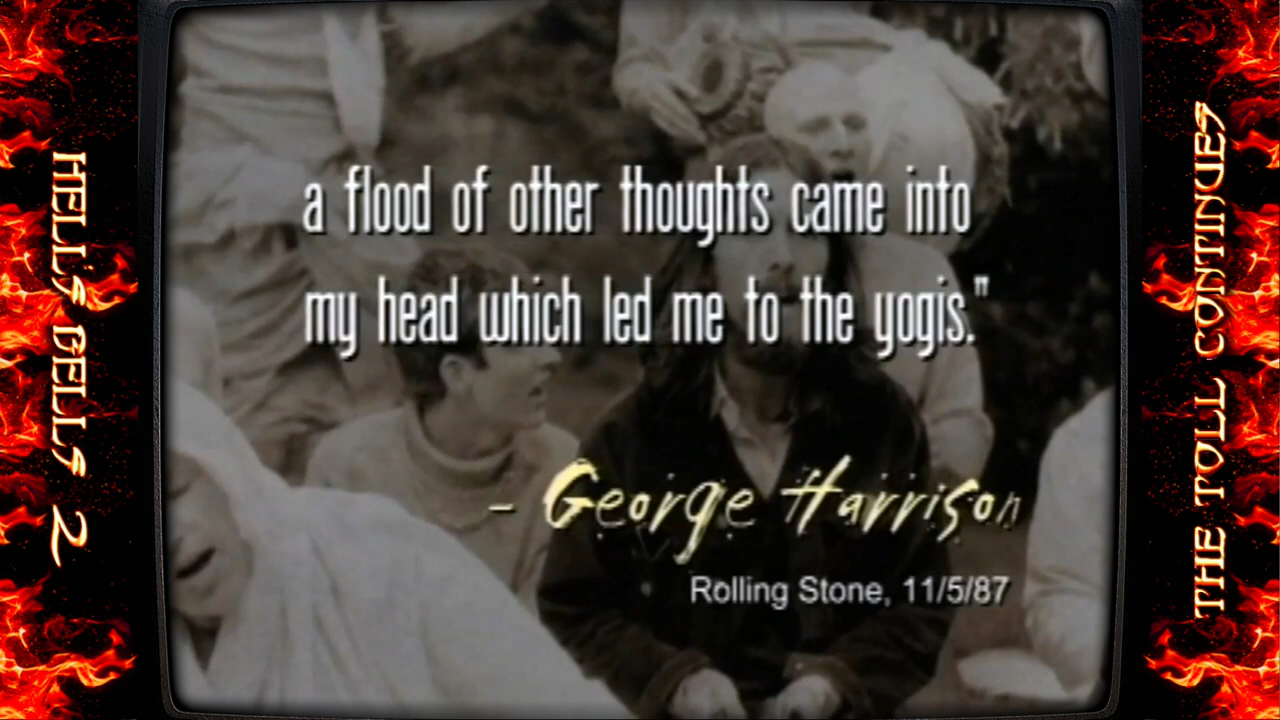 HELL'S BELLS 2
a flood of other thoughts came into
my head which led me to the yogis."
- George Harrison
Rolling Stone, 11/5/87
THE TOLL CONTINUES